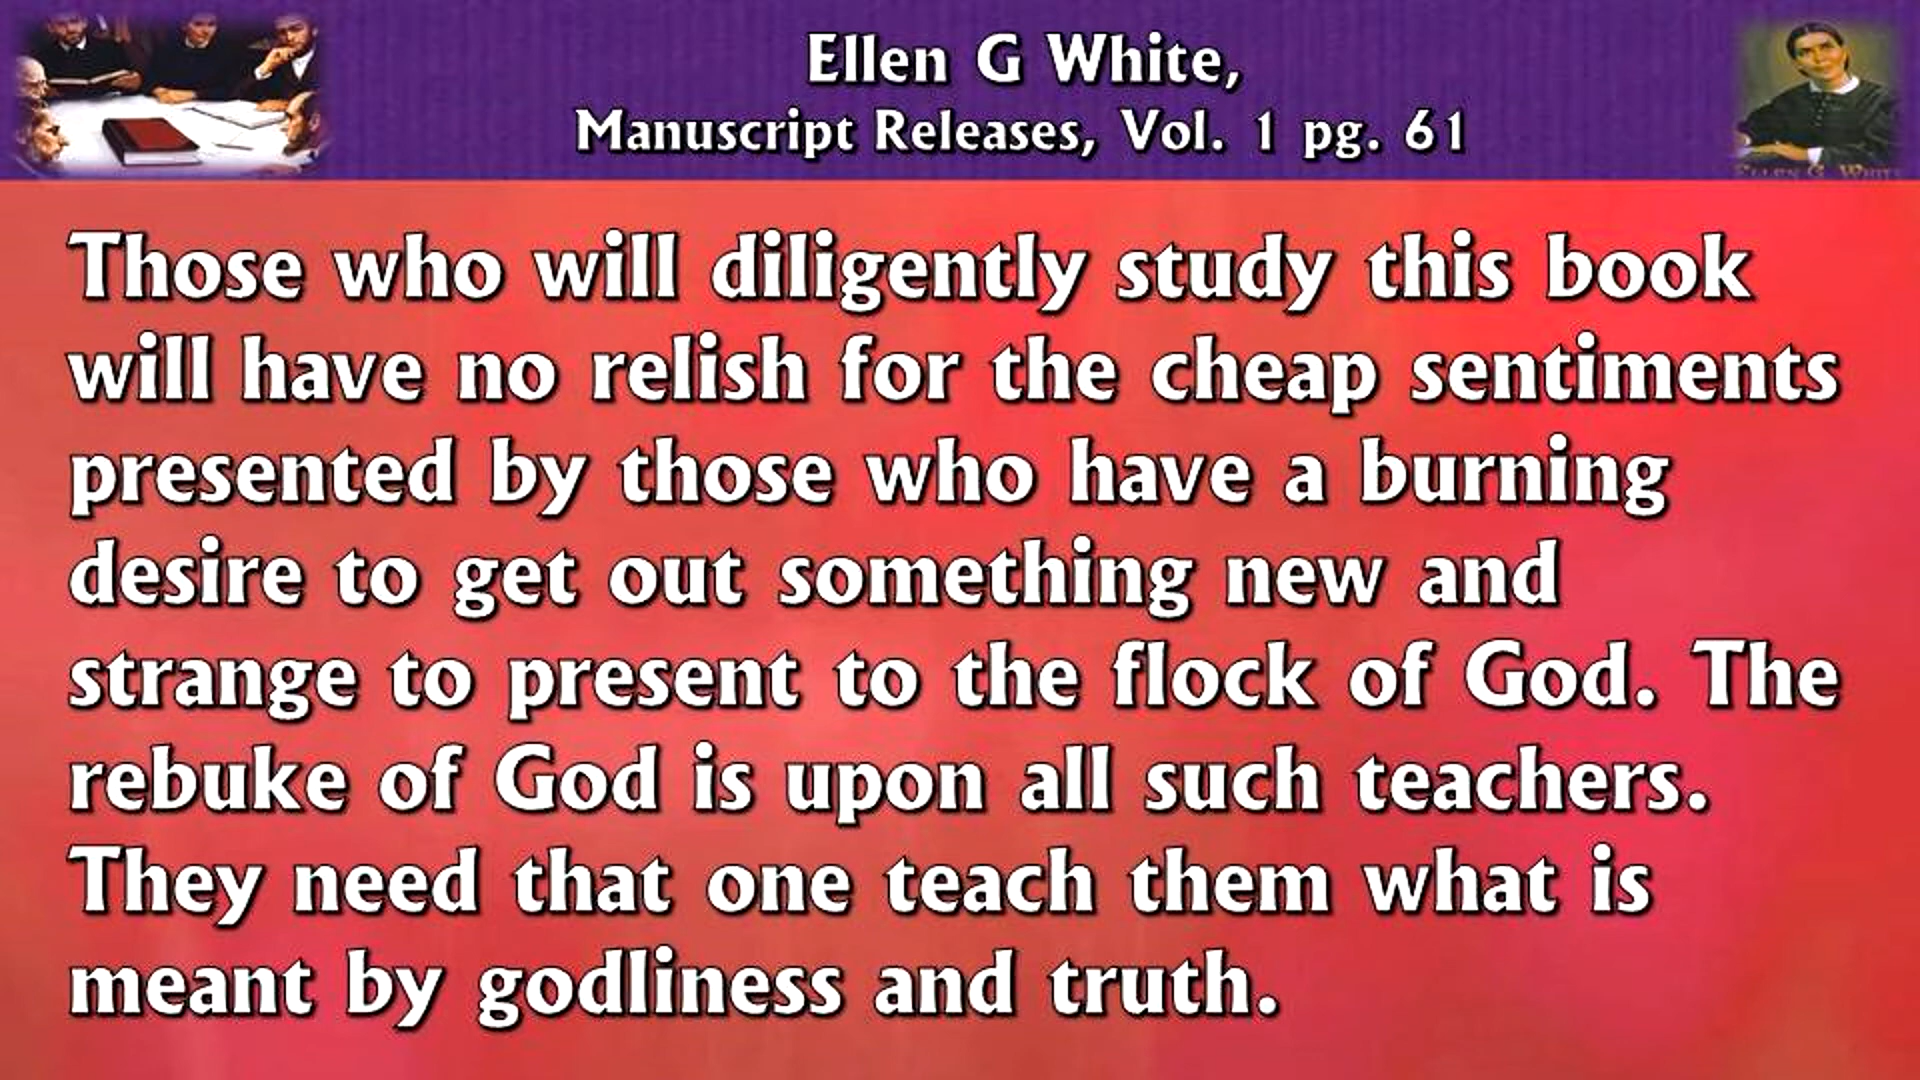 Ellen G White,
Manuscript Releases, Vol. 1 pg. 61
ELLEN G. WHITE
Those who will diligently study this book
will have no relish for the cheap sentiments
presented by those who have a burning
desire to get out something new and
strange to present to the flock of God. The
rebuke of God is upon all such teachers.
They need that one teach them what is
meant by godliness and truth.